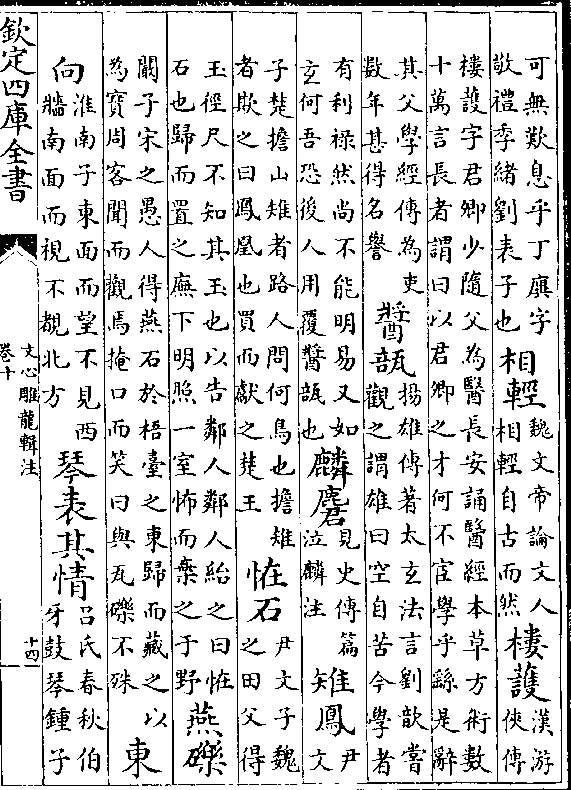 可無歎息乎丁廙字敬禮季緒劉表子也相輕魏文帝論文人相輕自古而然樓護漢游俠傳
樓護字君卿少隨父為醫長安誦醫經本草方術數十萬言長者謂曰以君卿之才何不宦學乎繇是辭
其父學經傳為吏數年甚得名譽醬瓿揚雄傳著太玄法言劉歆嘗觀之謂雄曰空自苦今學者
有利祿然尚不能明易又如玄何吾恐後人用覆醬瓿也麟麏見史傳篇泣麟注雉鳳尹文
子楚擔山雉者路人問何鳥也擔雉者欺之曰鳳凰也買而獻之楚王恠石尹文子魏之田父得
玉徑尺不知其玉也以告鄰人鄰人紿之曰恠石也歸而置之廡下明照一室怖而棄之于野燕礫
闞子宋之愚人得燕石於梧臺之東歸而藏之以為寶周客聞而觀焉掩口而笑曰與瓦礫不殊東
向淮南子東面而望不見西牆南面而視不覩北方琴表其情吕氏春秋伯牙鼓琴鍾子
欽定四庫全書
文心雕龍輯注
卷十
十四